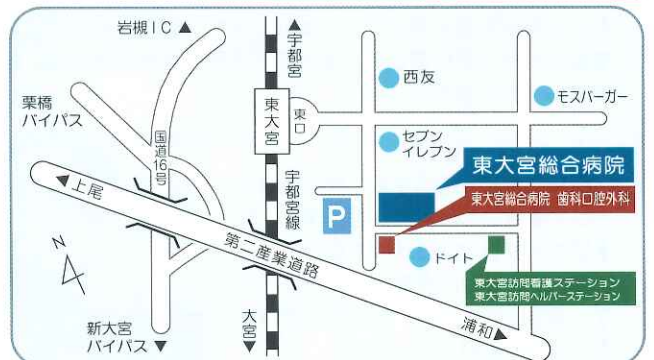 岩槻IC▲
▲宇都宮
栗橋
バイパス
国道16号
東大宮
東口
西友
モスバーガー
セブン
イレブン
東大宮総合病院
東大宮総合病院 歯科口腔外科
◀上尾
宇都宮線
P
第二産業道路
ドイト
N
東大宮訪問看護ステーション
東大宮訪問ヘルパーステーション
新大宮
バイパス▼
大宮▼
浦和▶